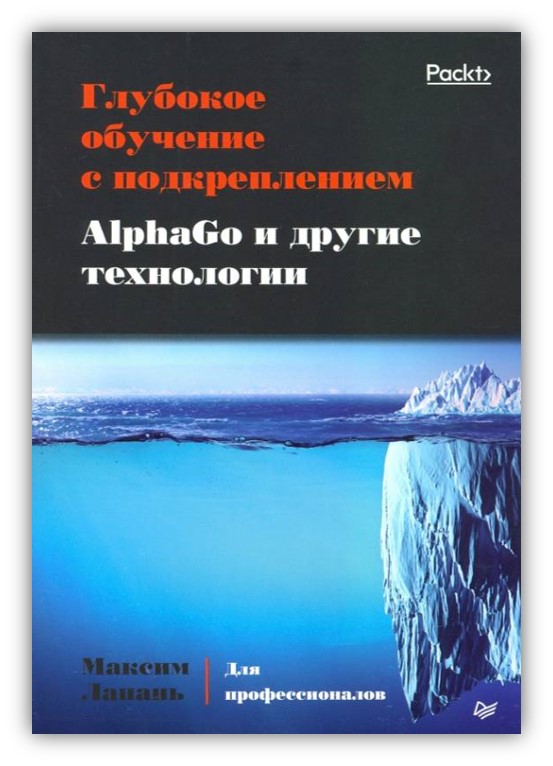 Packt>
Глубокое
обучение
с подкреплением
AlphaGo и другие
технологии
Максим
Лапань
Для
профессионалов